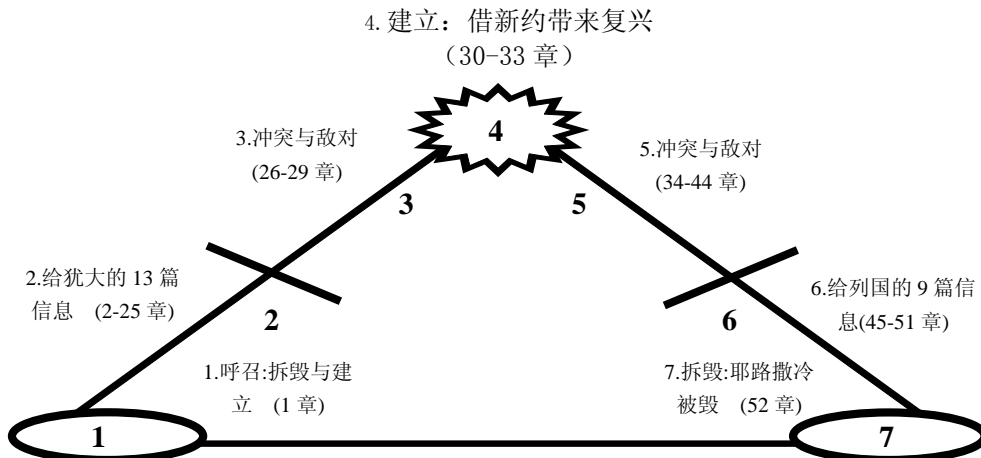 4. 建立：借新约带来复兴
（30-33 章）
4
3.冲突与敌对
(26-29 章)
5.冲突与敌对
(34-44 章)
3
5
2.给犹大的 13 篇
信息 (2-25 章)
2
6
6.给列国的 9 篇信
息(45-51 章)
1.呼召:拆毁与建
立 (1 章)
7.拆毁:耶路撒冷
被毁 (52 章)
1
7